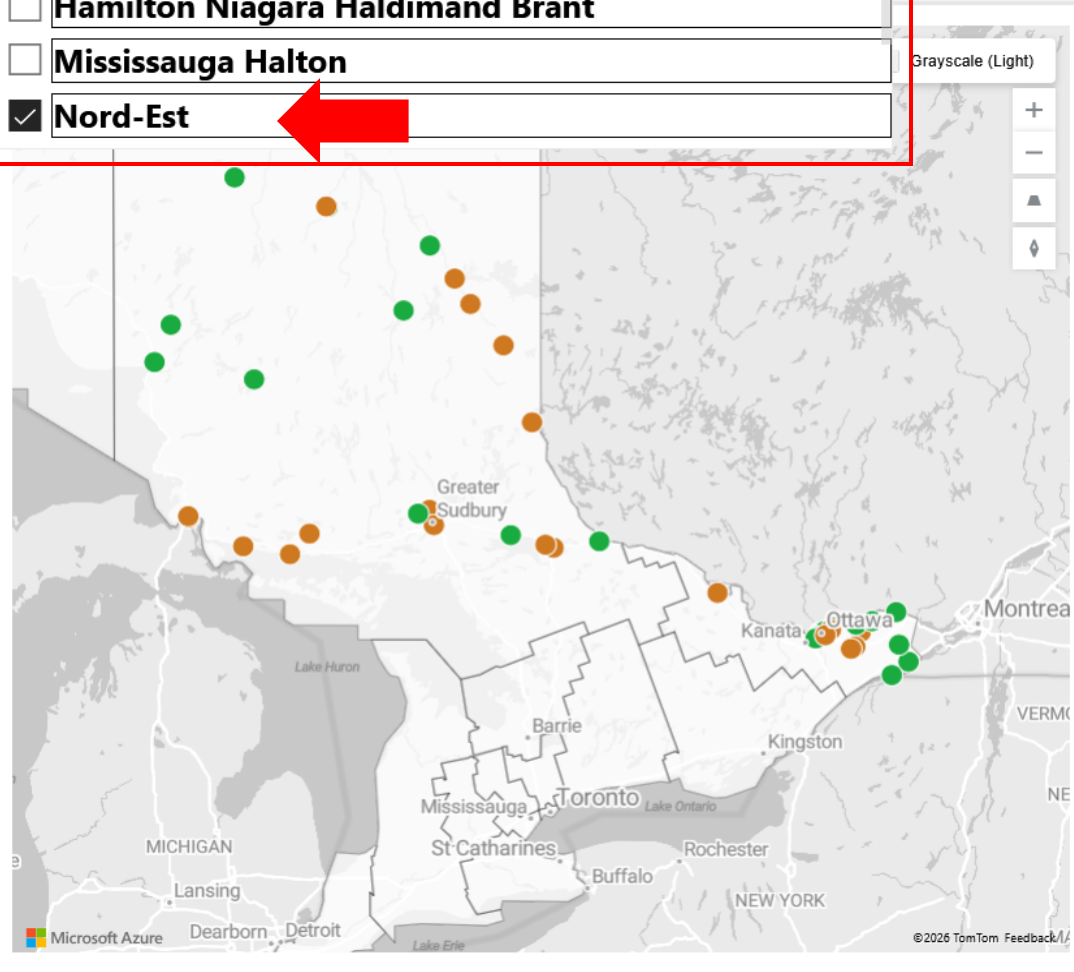 Hamilton Niagara Haldimand Brant
Mississauga Halton
Nord-Est
Grayscale (Light)
Greater
Sudbury
Ottawa
Kanata
Montrea
Lake Huron
VERMO
Barrie
Kingston
NE
Mississauga
Toronto
Lake Ontario
MICHIGAN
St Catharines
Rochester
e
Buffalo
Lansing
NEW YORK
Dearborn
Detroit
Microsoft Azure
Lake Erie
©2026 TomTom Feedback
MA